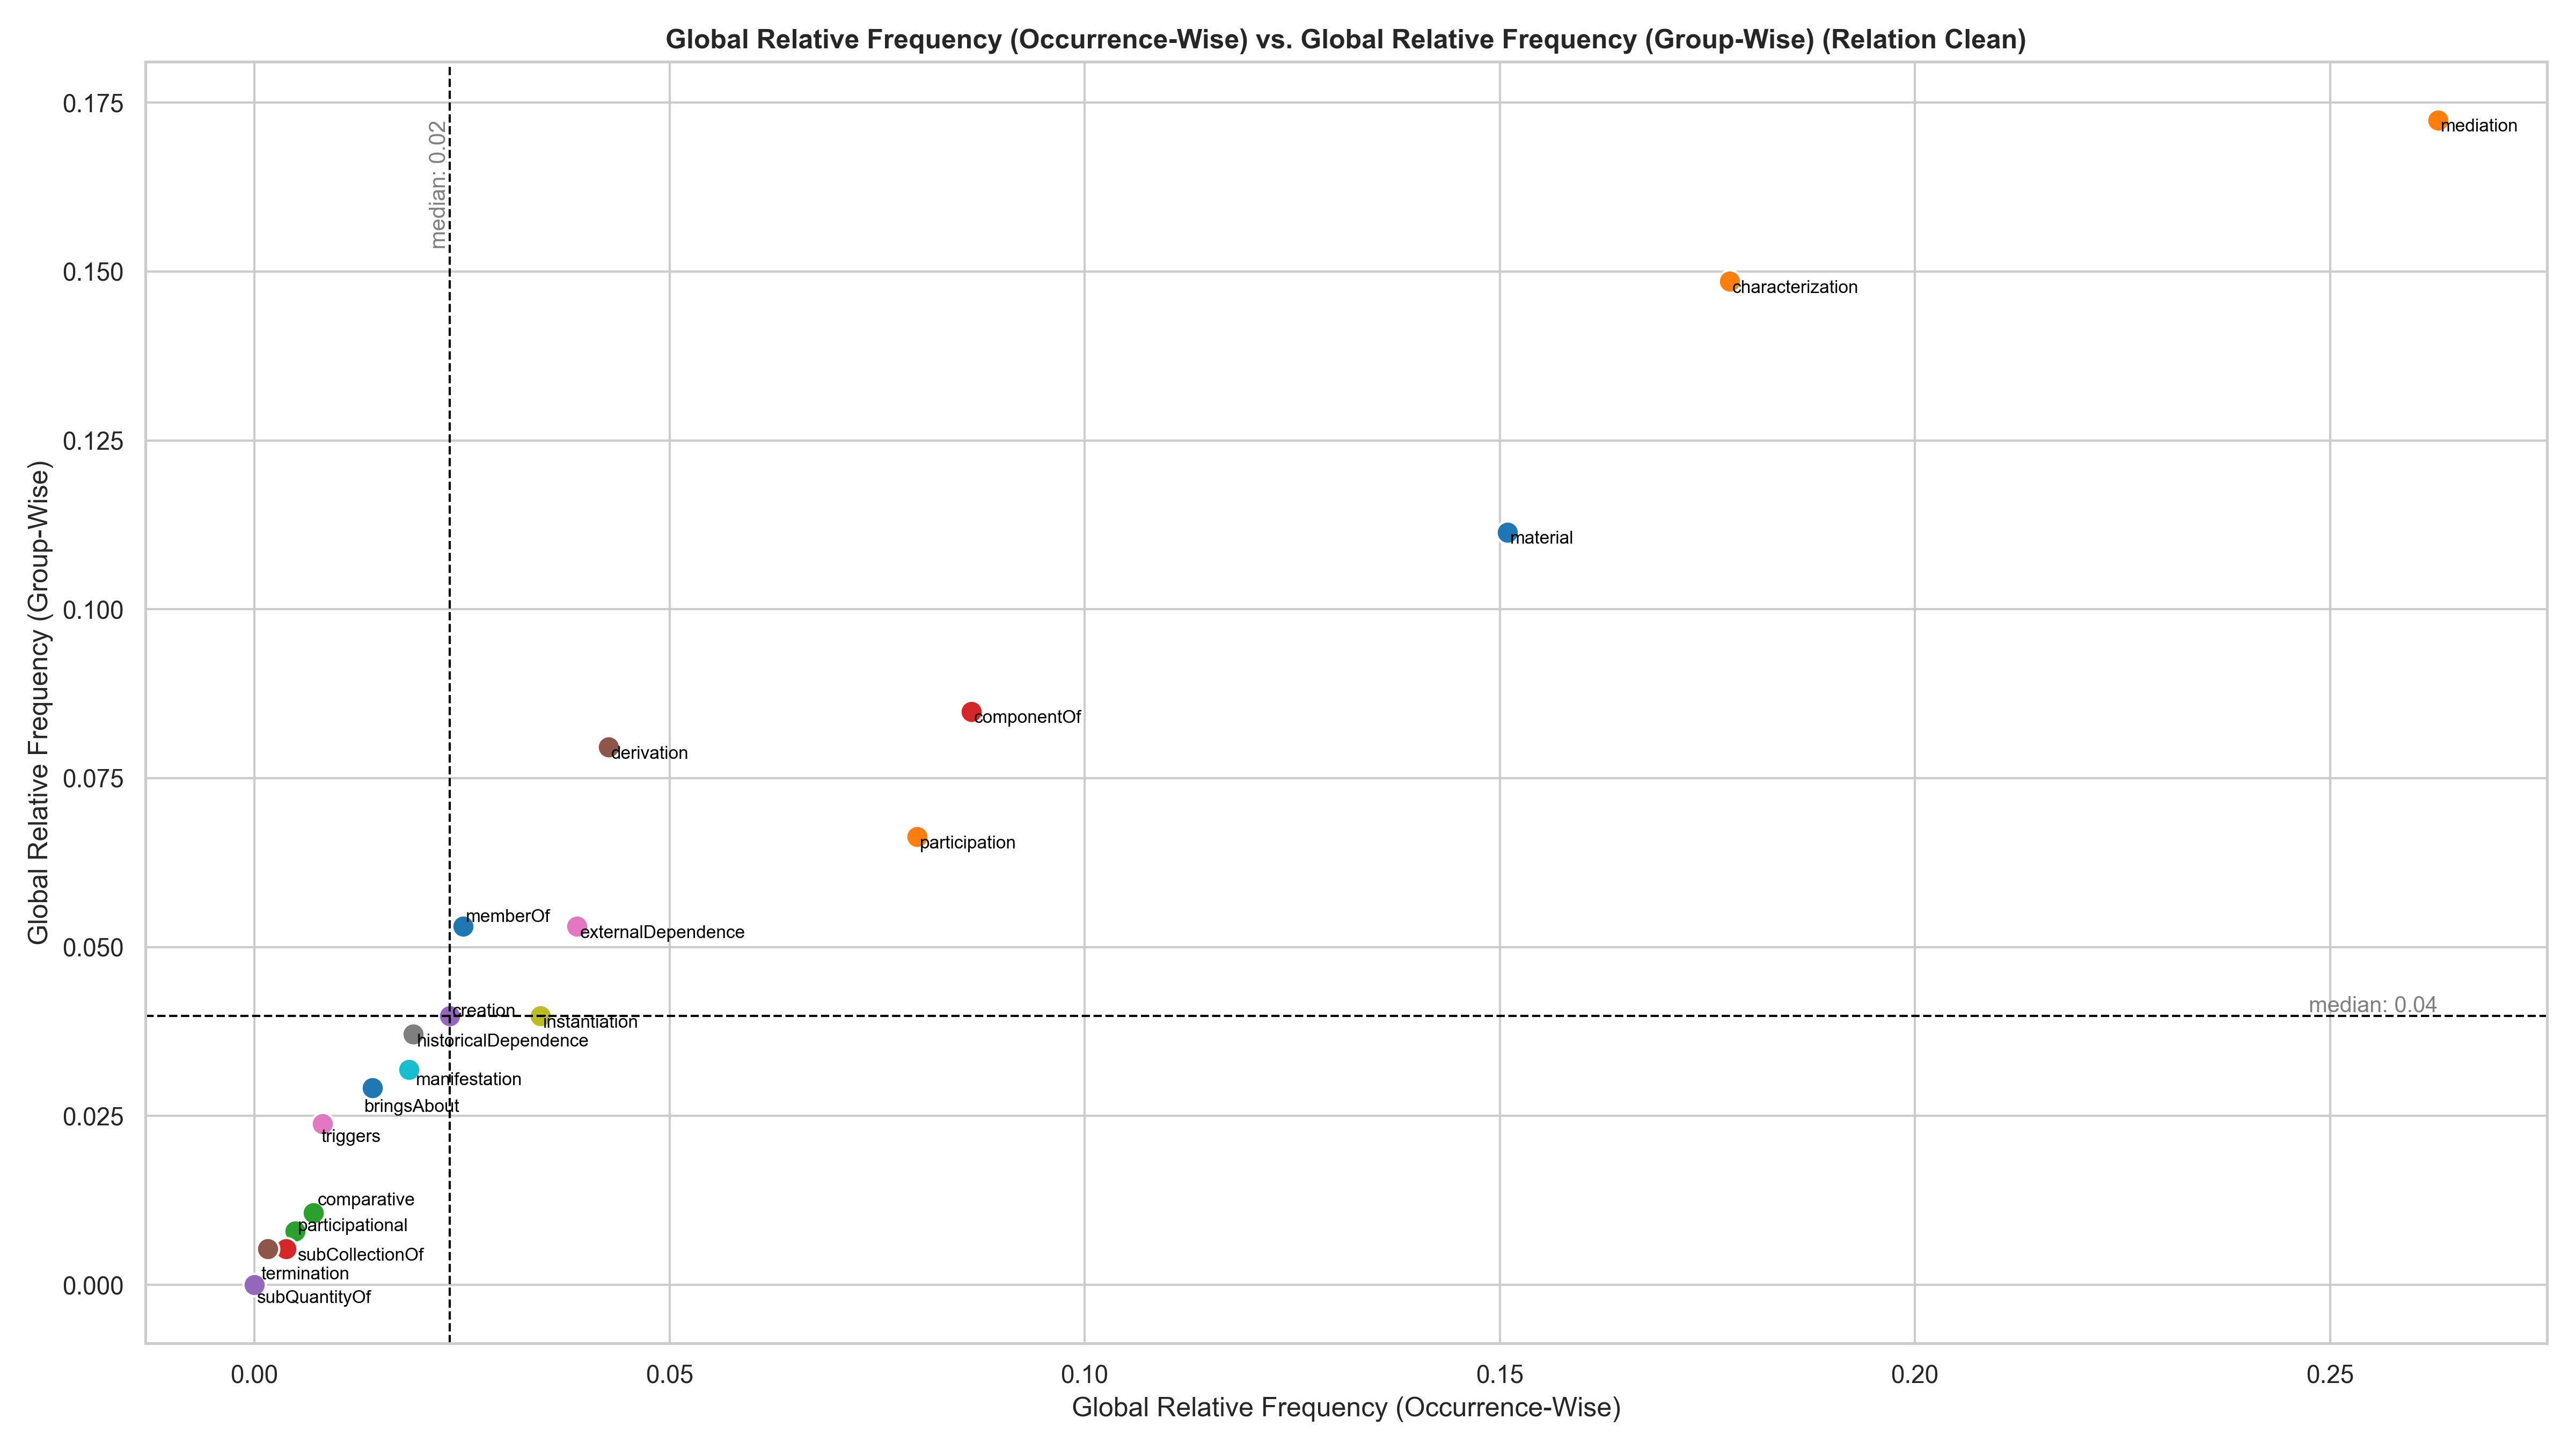 Global Relative Frequency (Occurrence-Wise) vs. Global Relative Frequency (Group-Wise) (Relation Clean)
Global Relative Frequency (Group-Wise)
0.175
0.150
0.125
0.100
0.075
0.050
0.025
0.000
median: 0.02
mediation
characterization
material
componentOf
derivation
participation
memberOf
externalDependence
median: 0.04
creation
instantiation
historicalDependence
manifestation
bringsAbout
triggers
comparative
participational
subCollectionOf
termination
subQuantityOf
0.00
0.05
0.10
0.15
0.20
0.25
Global Relative Frequency (Occurrence-Wise)